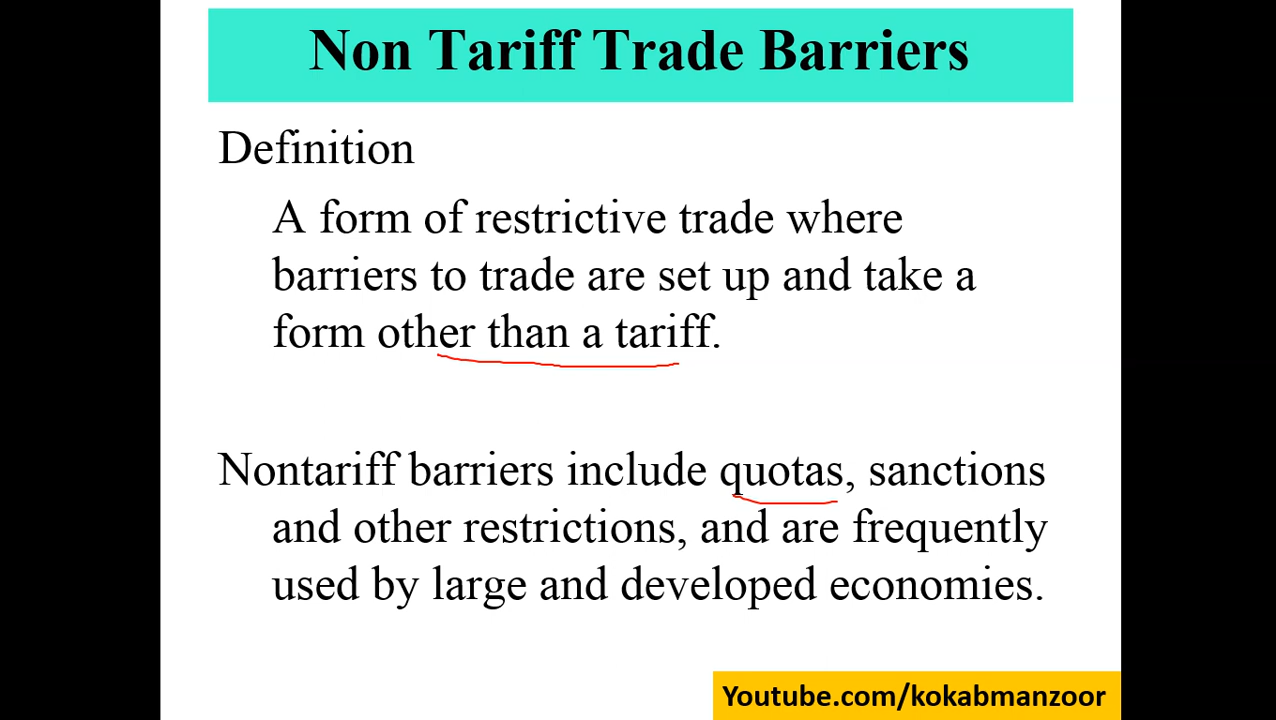 Non Tariff Trade Barriers
Definition
A form of restrictive trade where
barriers to trade are set up and take a
form other than a tariff.
Nontariff barriers include quotas, sanctions
and other restrictions, and are frequently
used by large and developed economies.
Youtube.com/kokabmanzoor